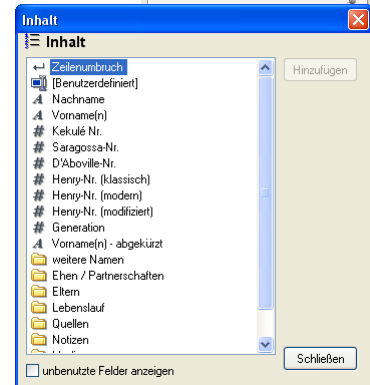 Inhalt
Inhalt
Zeilenumbruch
[Benutzerdefiniert]
Nachname
Vorname(n)
Kekulé Nr.
Saragossa-Nr.
D'Aboville-Nr.
Henry-Nr. (klassisch)
Henry-Nr. (modern)
Henry-Nr. (modifiziert)
Generation
Vorname(n) - abgekürzt
weitere Namen
Ehen / Partnerschaften
Eltern
Lebenslauf
Quellen
Notizen
Hinzufügen
Schließen
unbenutzte Felder anzeigen